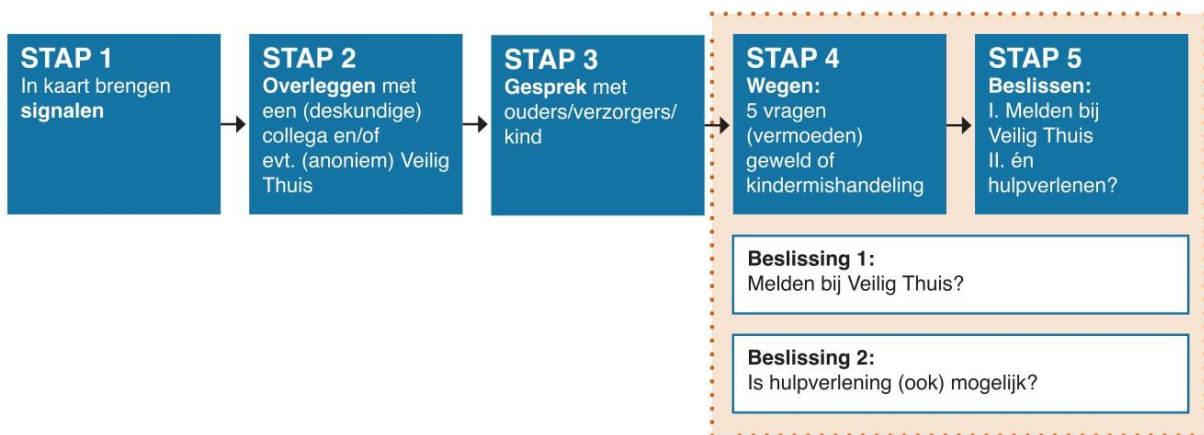 STAP 1
In kaart brengen
signalen
STAP 2
Overleggen met
een (deskundige)
collega en/of
evt. (anoniem) Veilig
Thuis
STAP 3
Gesprek met
ouders/verzorgers/
kind
STAP 4
Wegen:
5 vragen
(vermoeden)
geweld of
kindermishandeling
STAP 5
Beslissen:
I. Melden bij
Veilig Thuis
II. én
hulpverlenen?
Beslissing 1:
Melden bij Veilig Thuis?
Beslissing 2:
Is hulpverlening (ook) mogelijk?